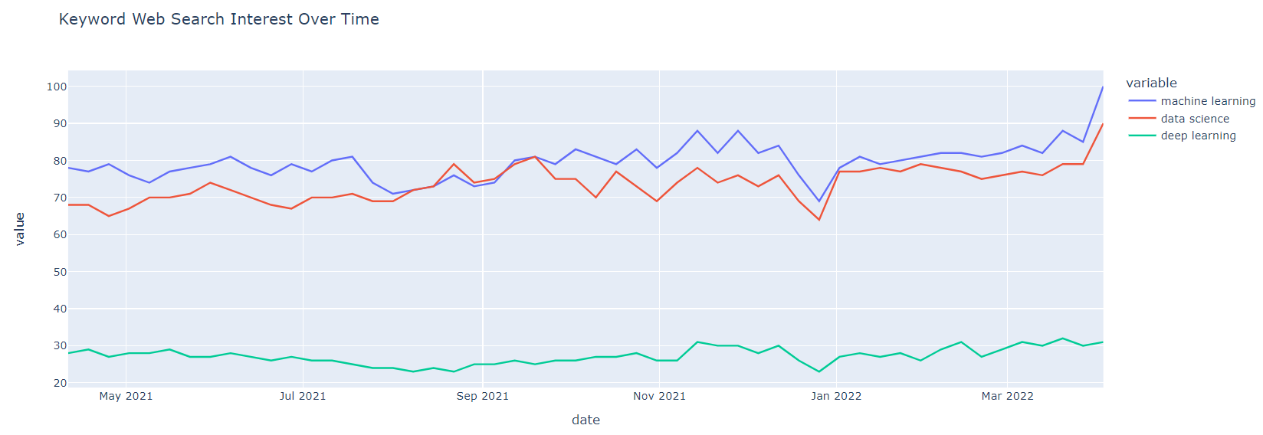 Keyword Web Search Interest Over Time
variable
machine learning
data science
deep learning
value
100
90
80
70
60
50
40
30
20
May 2021
Jul 2021
Sep 2021
Nov 2021
Jan 2022
Mar 2022
date